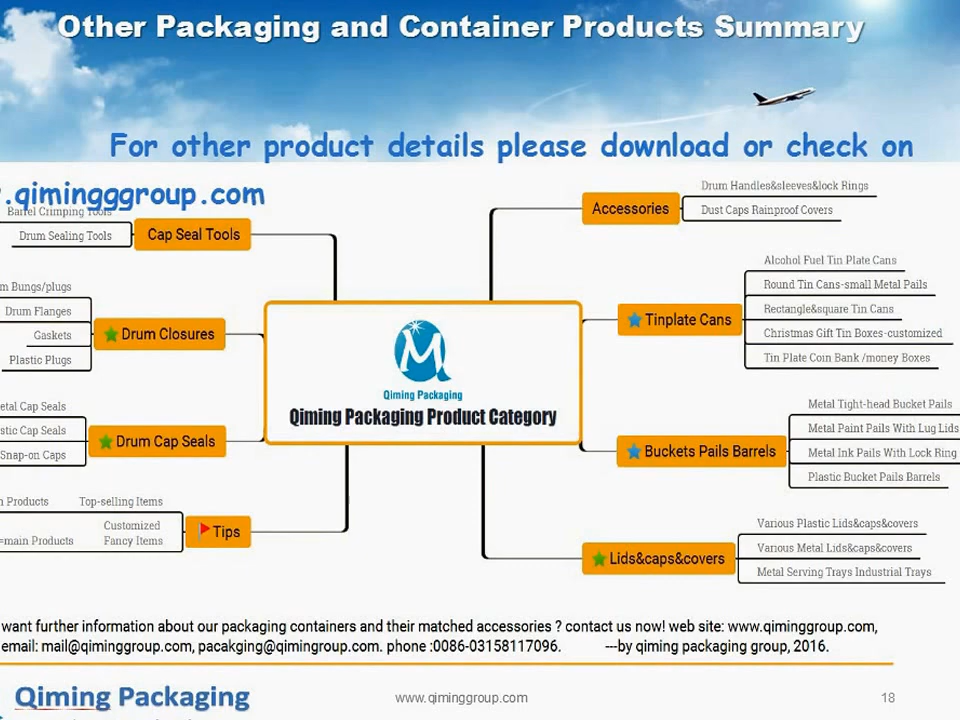 Other Packaging and Container Products Summary
For other product details please download or check on
.qimingggroup.com
Barrel Crimping Tools
Drum Sealing Tools
Cap Seal Tools
m Bungs/plugs
Drum Flanges
Gaskets
Plastic Plugs
Drum Closures
etal Cap Seals
stic Cap Seals
Snap-on Caps
Drum Cap Seals
n Products Top-selling Items
=main Products Customized
Fancy Items
Tips
Qiming Packaging
Qiming Packaging Product Category
Accessories
Drum Handles&sleeves&lock Rings
Dust Caps Rainproof Covers
Tinplate Cans
Alcohol Fuel Tin Plate Cans
Round Tin Cans-small Metal Pails
Rectangle&square Tin Cans
Christmas Gift Tin Boxes-customized
Tin Plate Coin Bank /money Boxes
Buckets Pails Barrels
Metal Tight-head Bucket Pails
Metal Paint Pails With Lug Lids
Metal Ink Pails With Lock Ring
Plastic Bucket Pails Barrels
Lids&caps&covers
Various Plastic Lids&caps&covers
Various Metal Lids&caps&covers
Metal Serving Trays Industrial Trays
want further information about our packaging containers and their matched accessories ? contact us now! web site: www.qiminggroup.com,
email: mail@qiminggroup.com, pacakging@qimingroup.com. phone :0086-03158117096. ---by qiming packaging group, 2016.
Qiming Packaging
www.qiminggroup.com
18